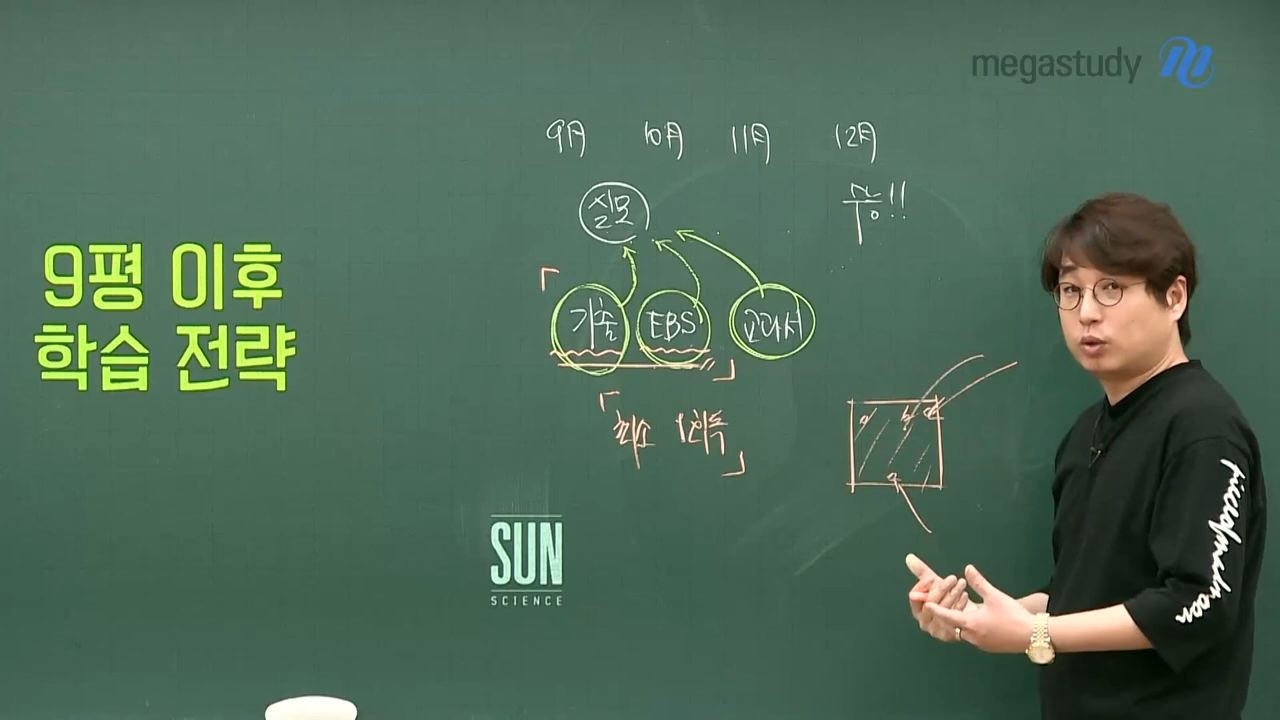 megastudy
9月 10月 11月 12月
실모
수능!!
9평 이후
학습 전략
기출 EBS 교과서
최소 1회독
SUN
SCIENCE